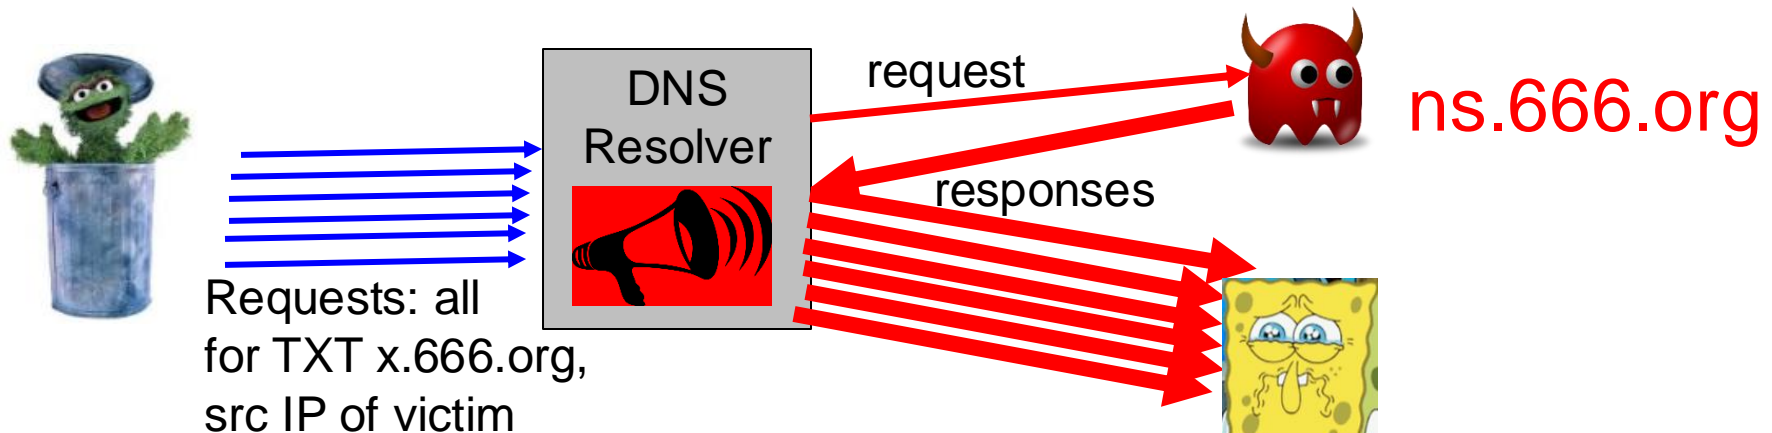 DNS
Resolver
request
ns.666.org
responses
Requests: all
for TXT x.666.org,
src IP of victim